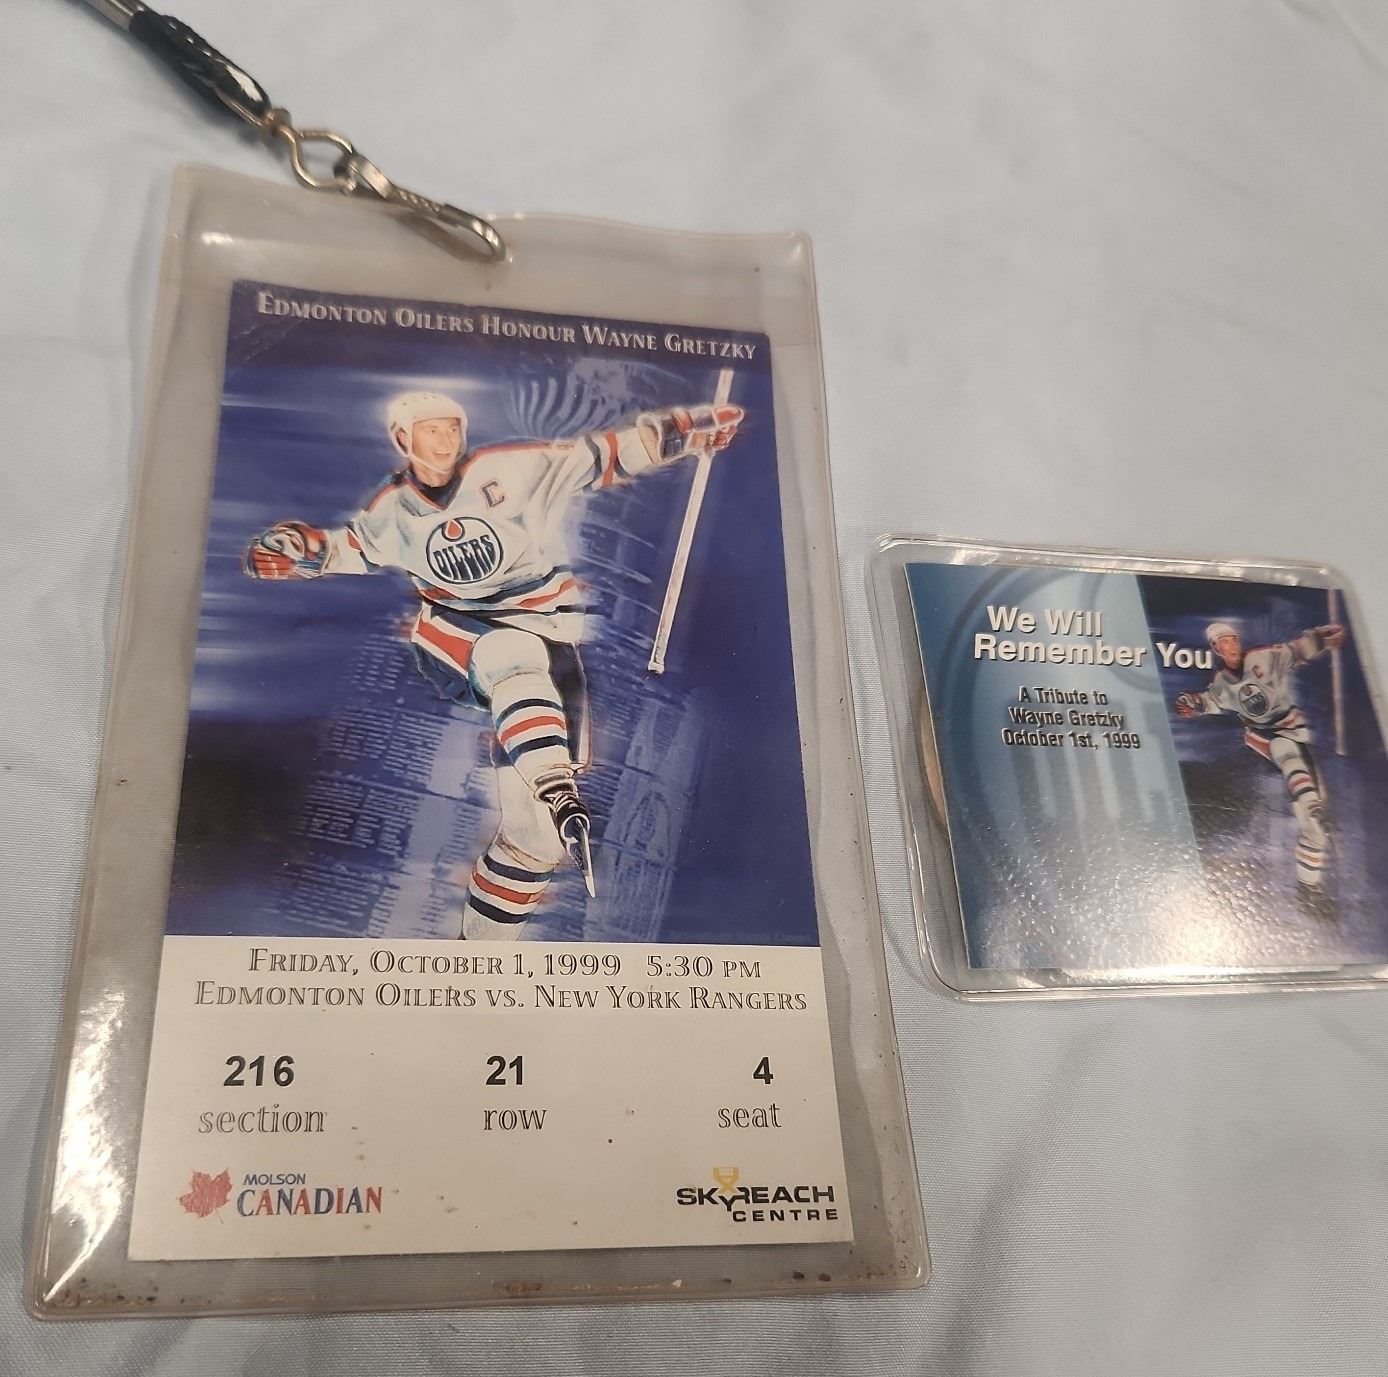 EDMONTON OILERS HONOUR WAYNE GRETZKY
C
OILERS
FRIDAY, OCTOBER 1, 1999 5:30 PM
EDMONTON OILERS VS. NEW YORK RANGERS
216 21 4
section row seat
MOLSON
CANADIAN
SKYREACH
CENTRE
We Will
Remember You
A Tribute to
Wayne Gretzky
October 1st, 1999
C